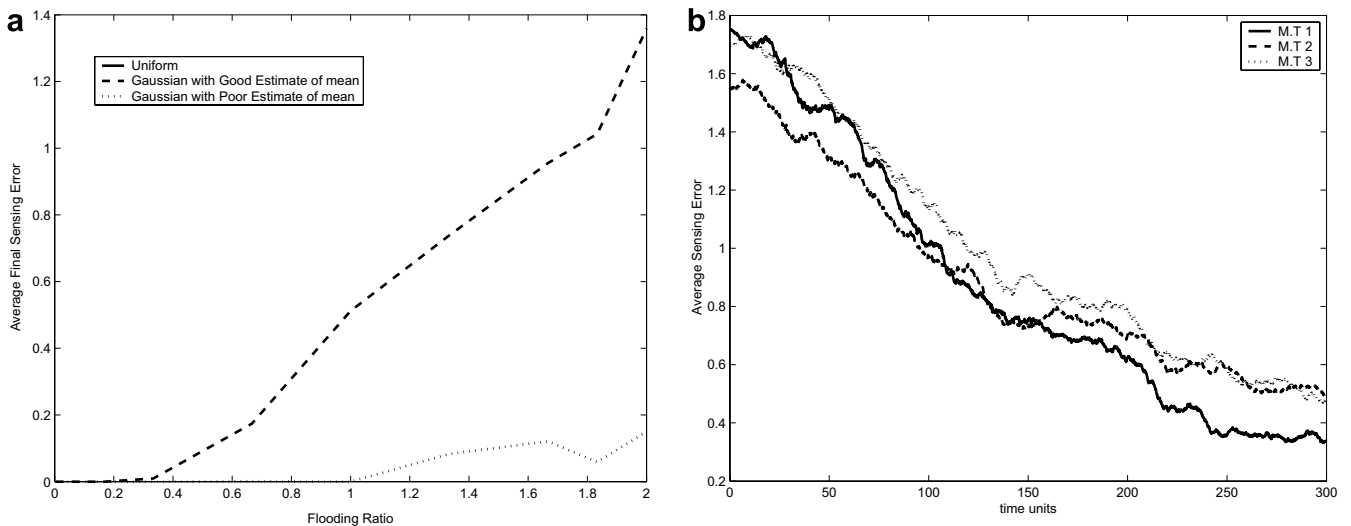 a
1.4
1.2
1
0.8
0.6
0.4
0.2
0
Average Final Sensing Error
Uniform
Gaussian with Good Estimate of mean
Gaussian with Poor Estimate of mean
0 0.2 0.4 0.6 0.8 1 1.2 1.4 1.6 1.8 2
Flooding Ratio
b
1.8
1.6
1.4
1.2
1
0.8
0.6
0.4
0.2
Average Sensing Error
M.T 1
M.T 2
M.T 3
0 50 100 150 200 250 300
time units